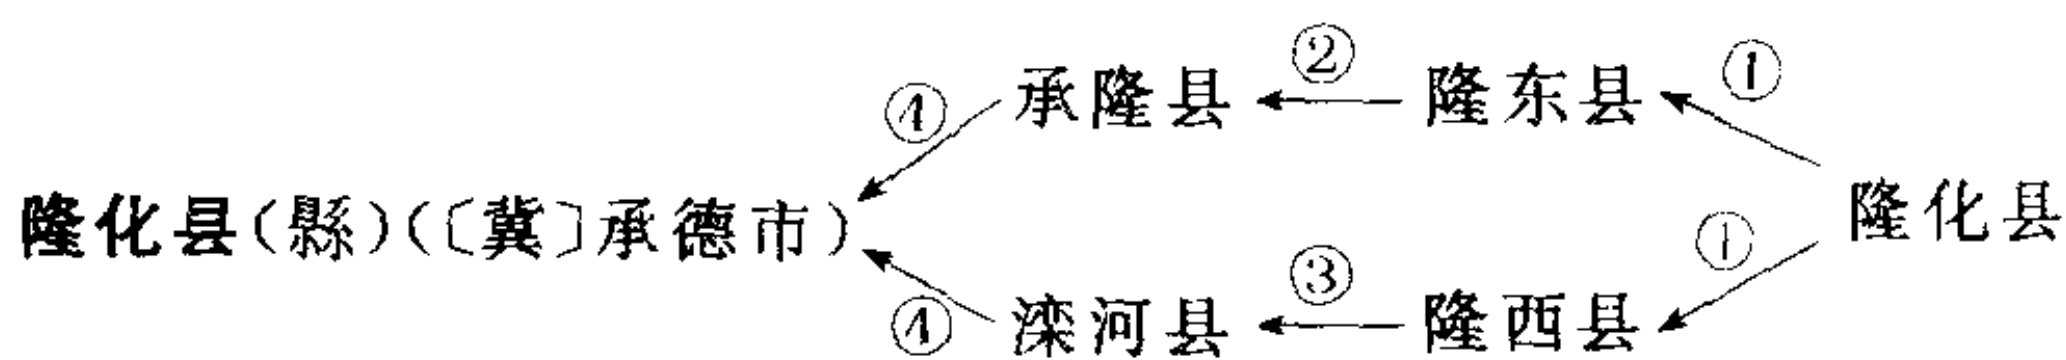 ④ 承隆县 ② 隆东县 ①
隆化县(縣)(〔冀〕承德市) 隆化县
④ 滦河县 ③ 隆西县 ①